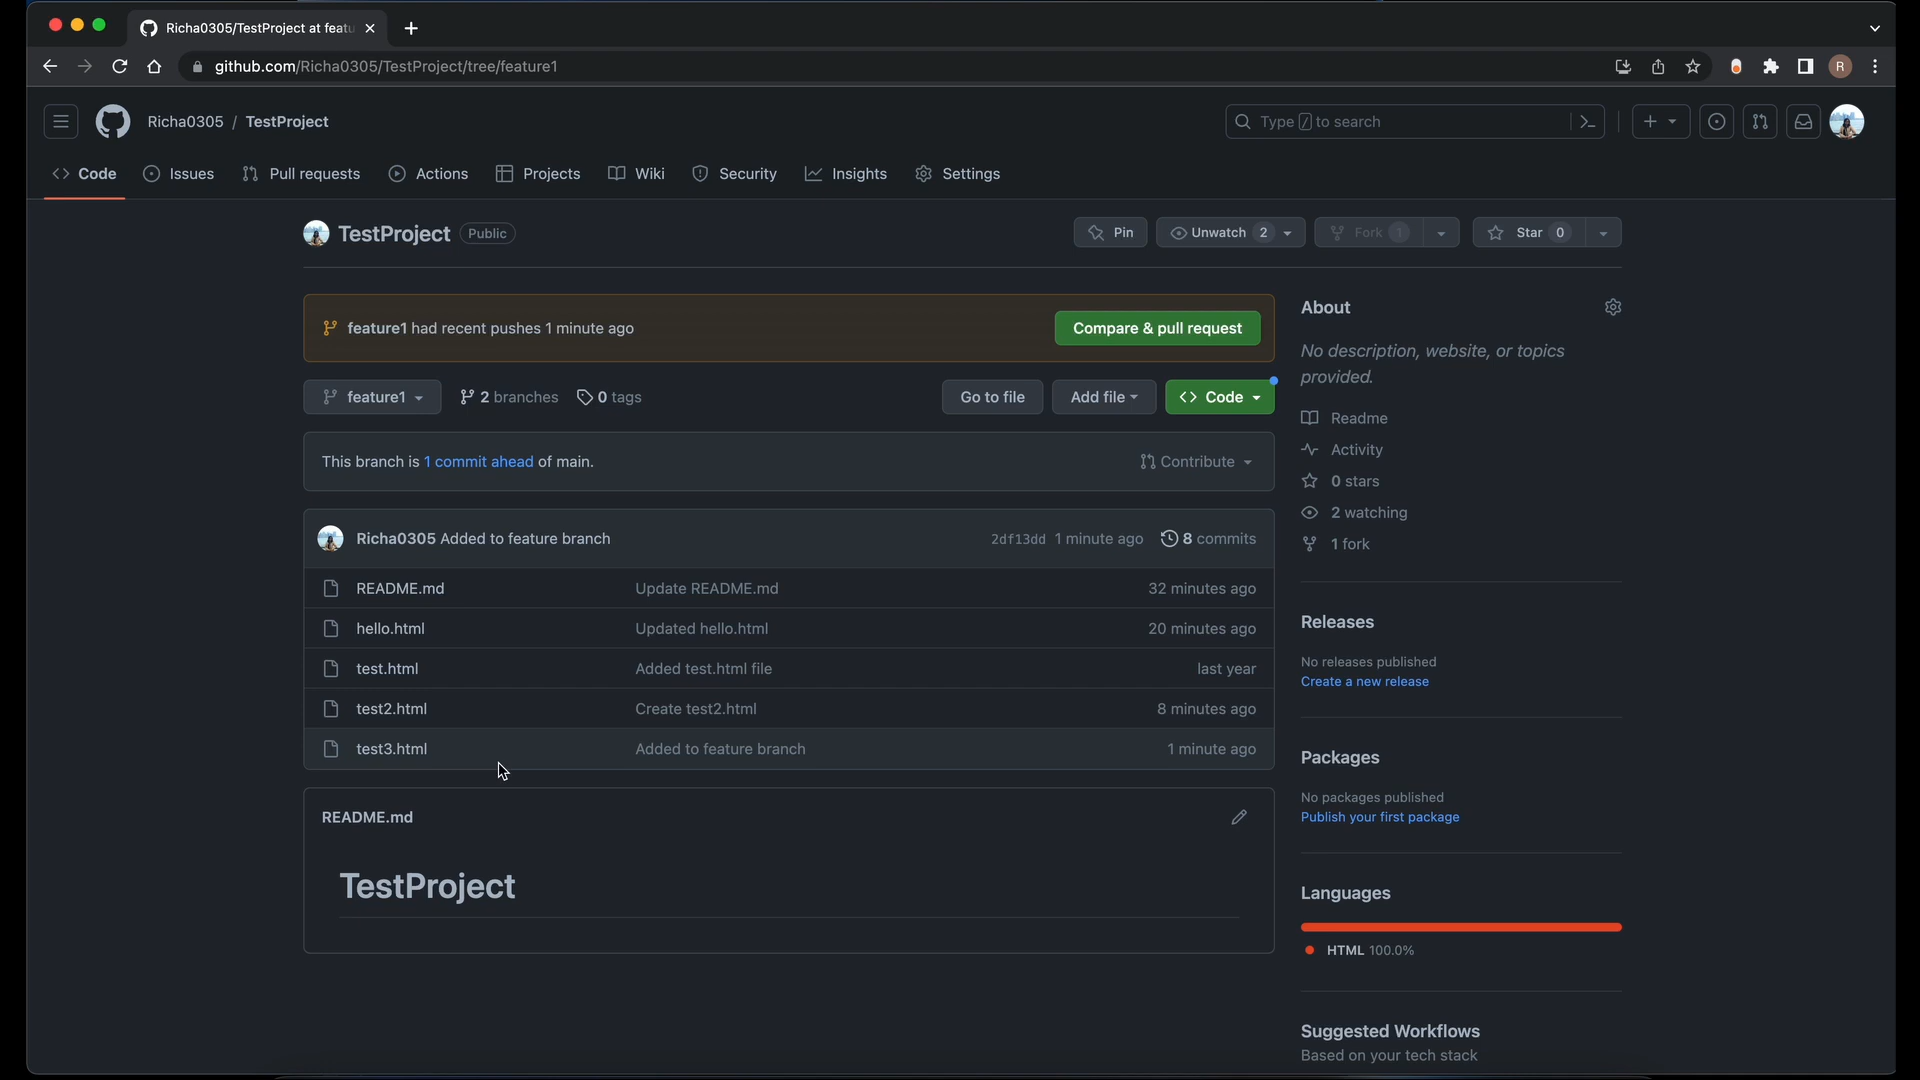 Richa0305/TestProject at featu
github.com/Richa0305/TestProject/tree/feature1
R
Richa0305 / TestProject
Type / to search
Code Issues Pull requests Actions Projects Wiki Security Insights Settings
TestProject Public
Pin Unwatch 2 Fork 1 Star 0
feature1 had recent pushes 1 minute ago
Compare & pull request
feature1 2 branches 0 tags
Go to file Add file Code
This branch is 1 commit ahead of main.
Contribute
Richa0305 Added to feature branch 2df13dd 1 minute ago 8 commits
README.md Update README.md 32 minutes ago
hello.html Updated hello.html 20 minutes ago
test.html Added test.html file last year
test2.html Create test2.html 8 minutes ago
test3.html Added to feature branch 1 minute ago
README.md
TestProject
About
No description, website, or topics
provided.
Readme
Activity
0 stars
2 watching
1 fork
Releases
No releases published
Create a new release
Packages
No packages published
Publish your first package
Languages
HTML 100.0%
Suggested Workflows
Based on your tech stack